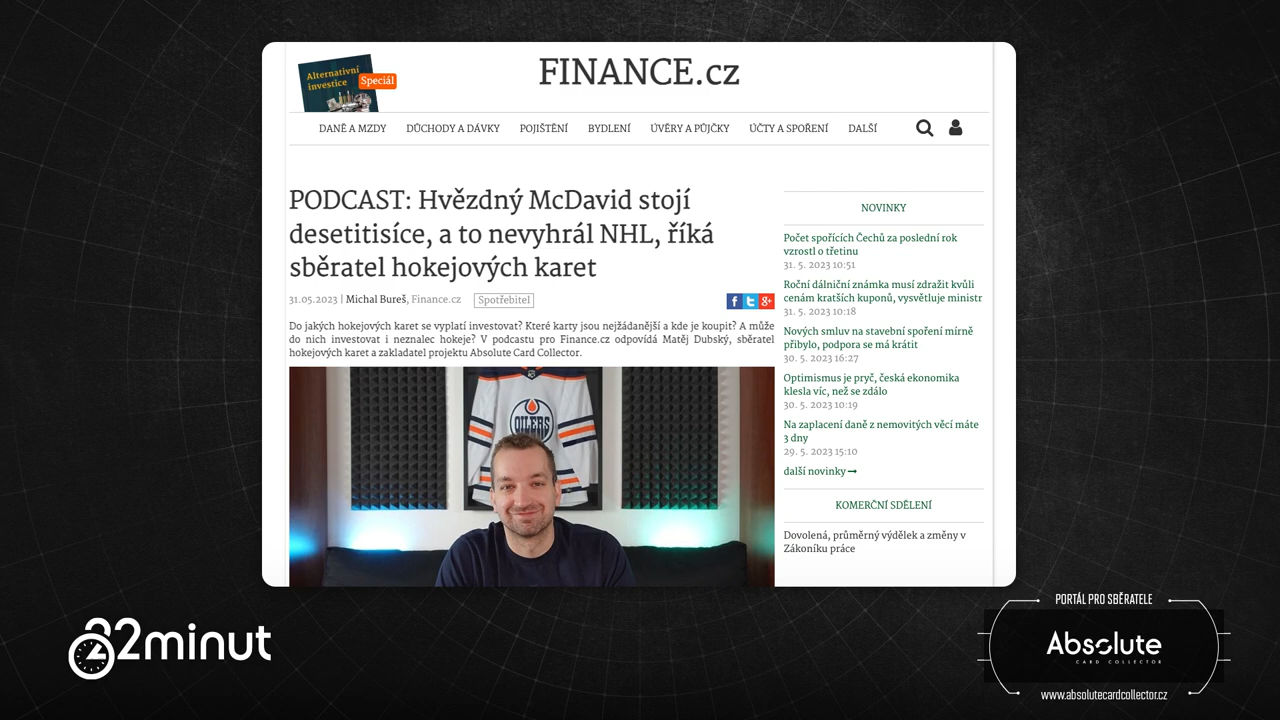 Alternativní
investice
Speciál
FINANCE.cz
DANĚ A MZDY DŮCHODY A DÁVKY POJIŠTĚNÍ BYDLENÍ ÚVĚRY A PŮJČKY ÚČTY A SPOŘENÍ DALŠÍ
PODCAST: Hvězdný McDavid stojí
desetitisíce, a to nevyhrál NHL, říká
sběratel hokejových karet
31.05.2023 | Michal Bureš, Finance.cz Spotřebitel
f t g+
Do jakých hokejových karet se vyplatí investovat? Které karty jsou nejžádanější a kde je koupit? A může
do nich investovat i neznalec hokeje? V podcastu pro Finance.cz odpovídá Matěj Dubský, sběratel
hokejových karet a zakladatel projektu Absolute Card Collector.
OILERS
NOVINKY
Počet spořících Čechů za poslední rok
vzrostl o třetinu
31. 5. 2023 10:51
Roční dálniční známka musí zdražit kvůli
cenám kratších kuponů, vysvětluje ministr
31. 5. 2023 10:18
Nových smluv na stavební spoření mírně
přibylo, podpora se má krátit
30. 5. 2023 16:27
Optimismus je pryč, česká ekonomika
klesla víc, než se zdálo
30. 5. 2023 10:19
Na zaplacení daně z nemovitých věcí máte
3 dny
29. 5. 2023 15:10
další novinky
KOMERČNÍ SDĚLENÍ
Dovolená, průměrný výdělek a změny v
Zákoníku práce
22minut
PORTÁL PRO SBĚRATELE
Absolute
CARD COLLECTOR
www.absolutecardcollector.cz